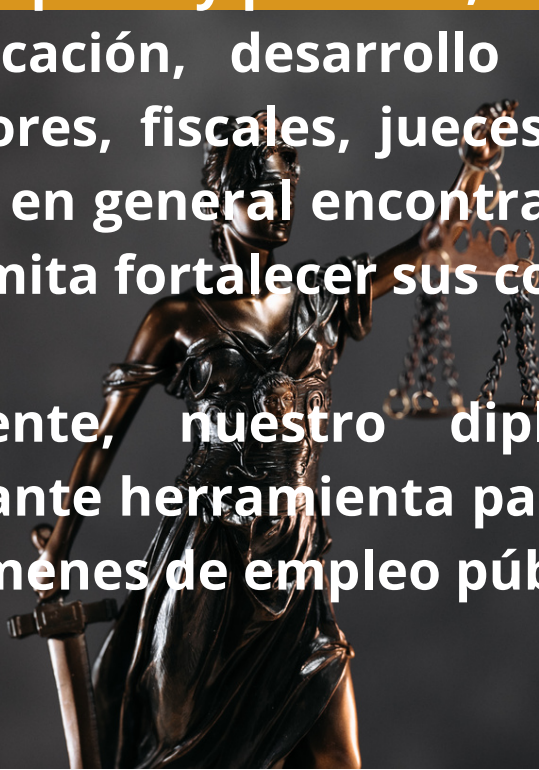 cación, desarrollo
ores, fiscales, jueces
en general encontra
mita fortalecer sus co
ente, nuestro dipl
ante herramienta pa
menes de empleo púb